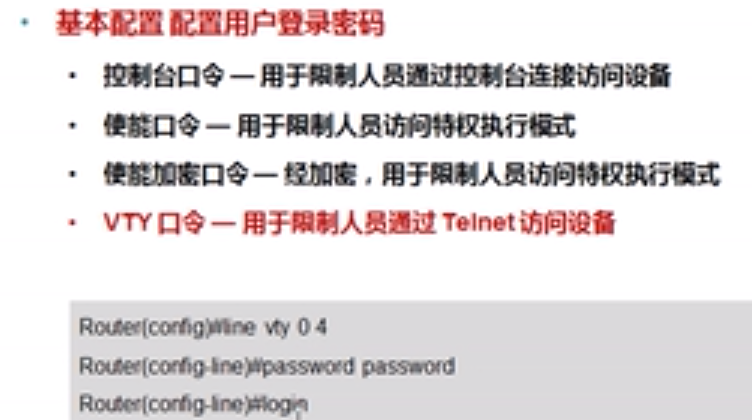 • 基本配置 配置用户登录密码
• 控制台口令 — 用于限制人员通过控制台连接访问设备
• 使能口令 — 用于限制人员访问特权执行模式
• 使能加密口令 — 经加密，用于限制人员访问特权执行模式
• VTY 口令 — 用于限制人员通过 Telnet 访问设备
Router(config)#line vty 0 4
Router(config-line)#password password
Router(config-line)#login